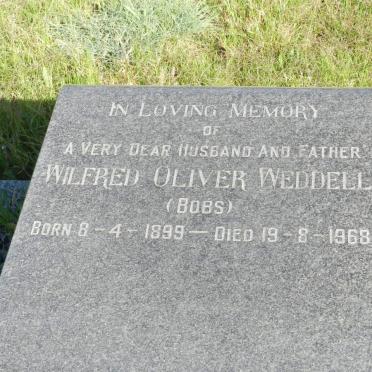 In Loving Memory
of
A Very Dear Husband And Father
Wilfred Oliver Weddell
(Bobs)
Born 8-4-1899 — Died 19-8-1968